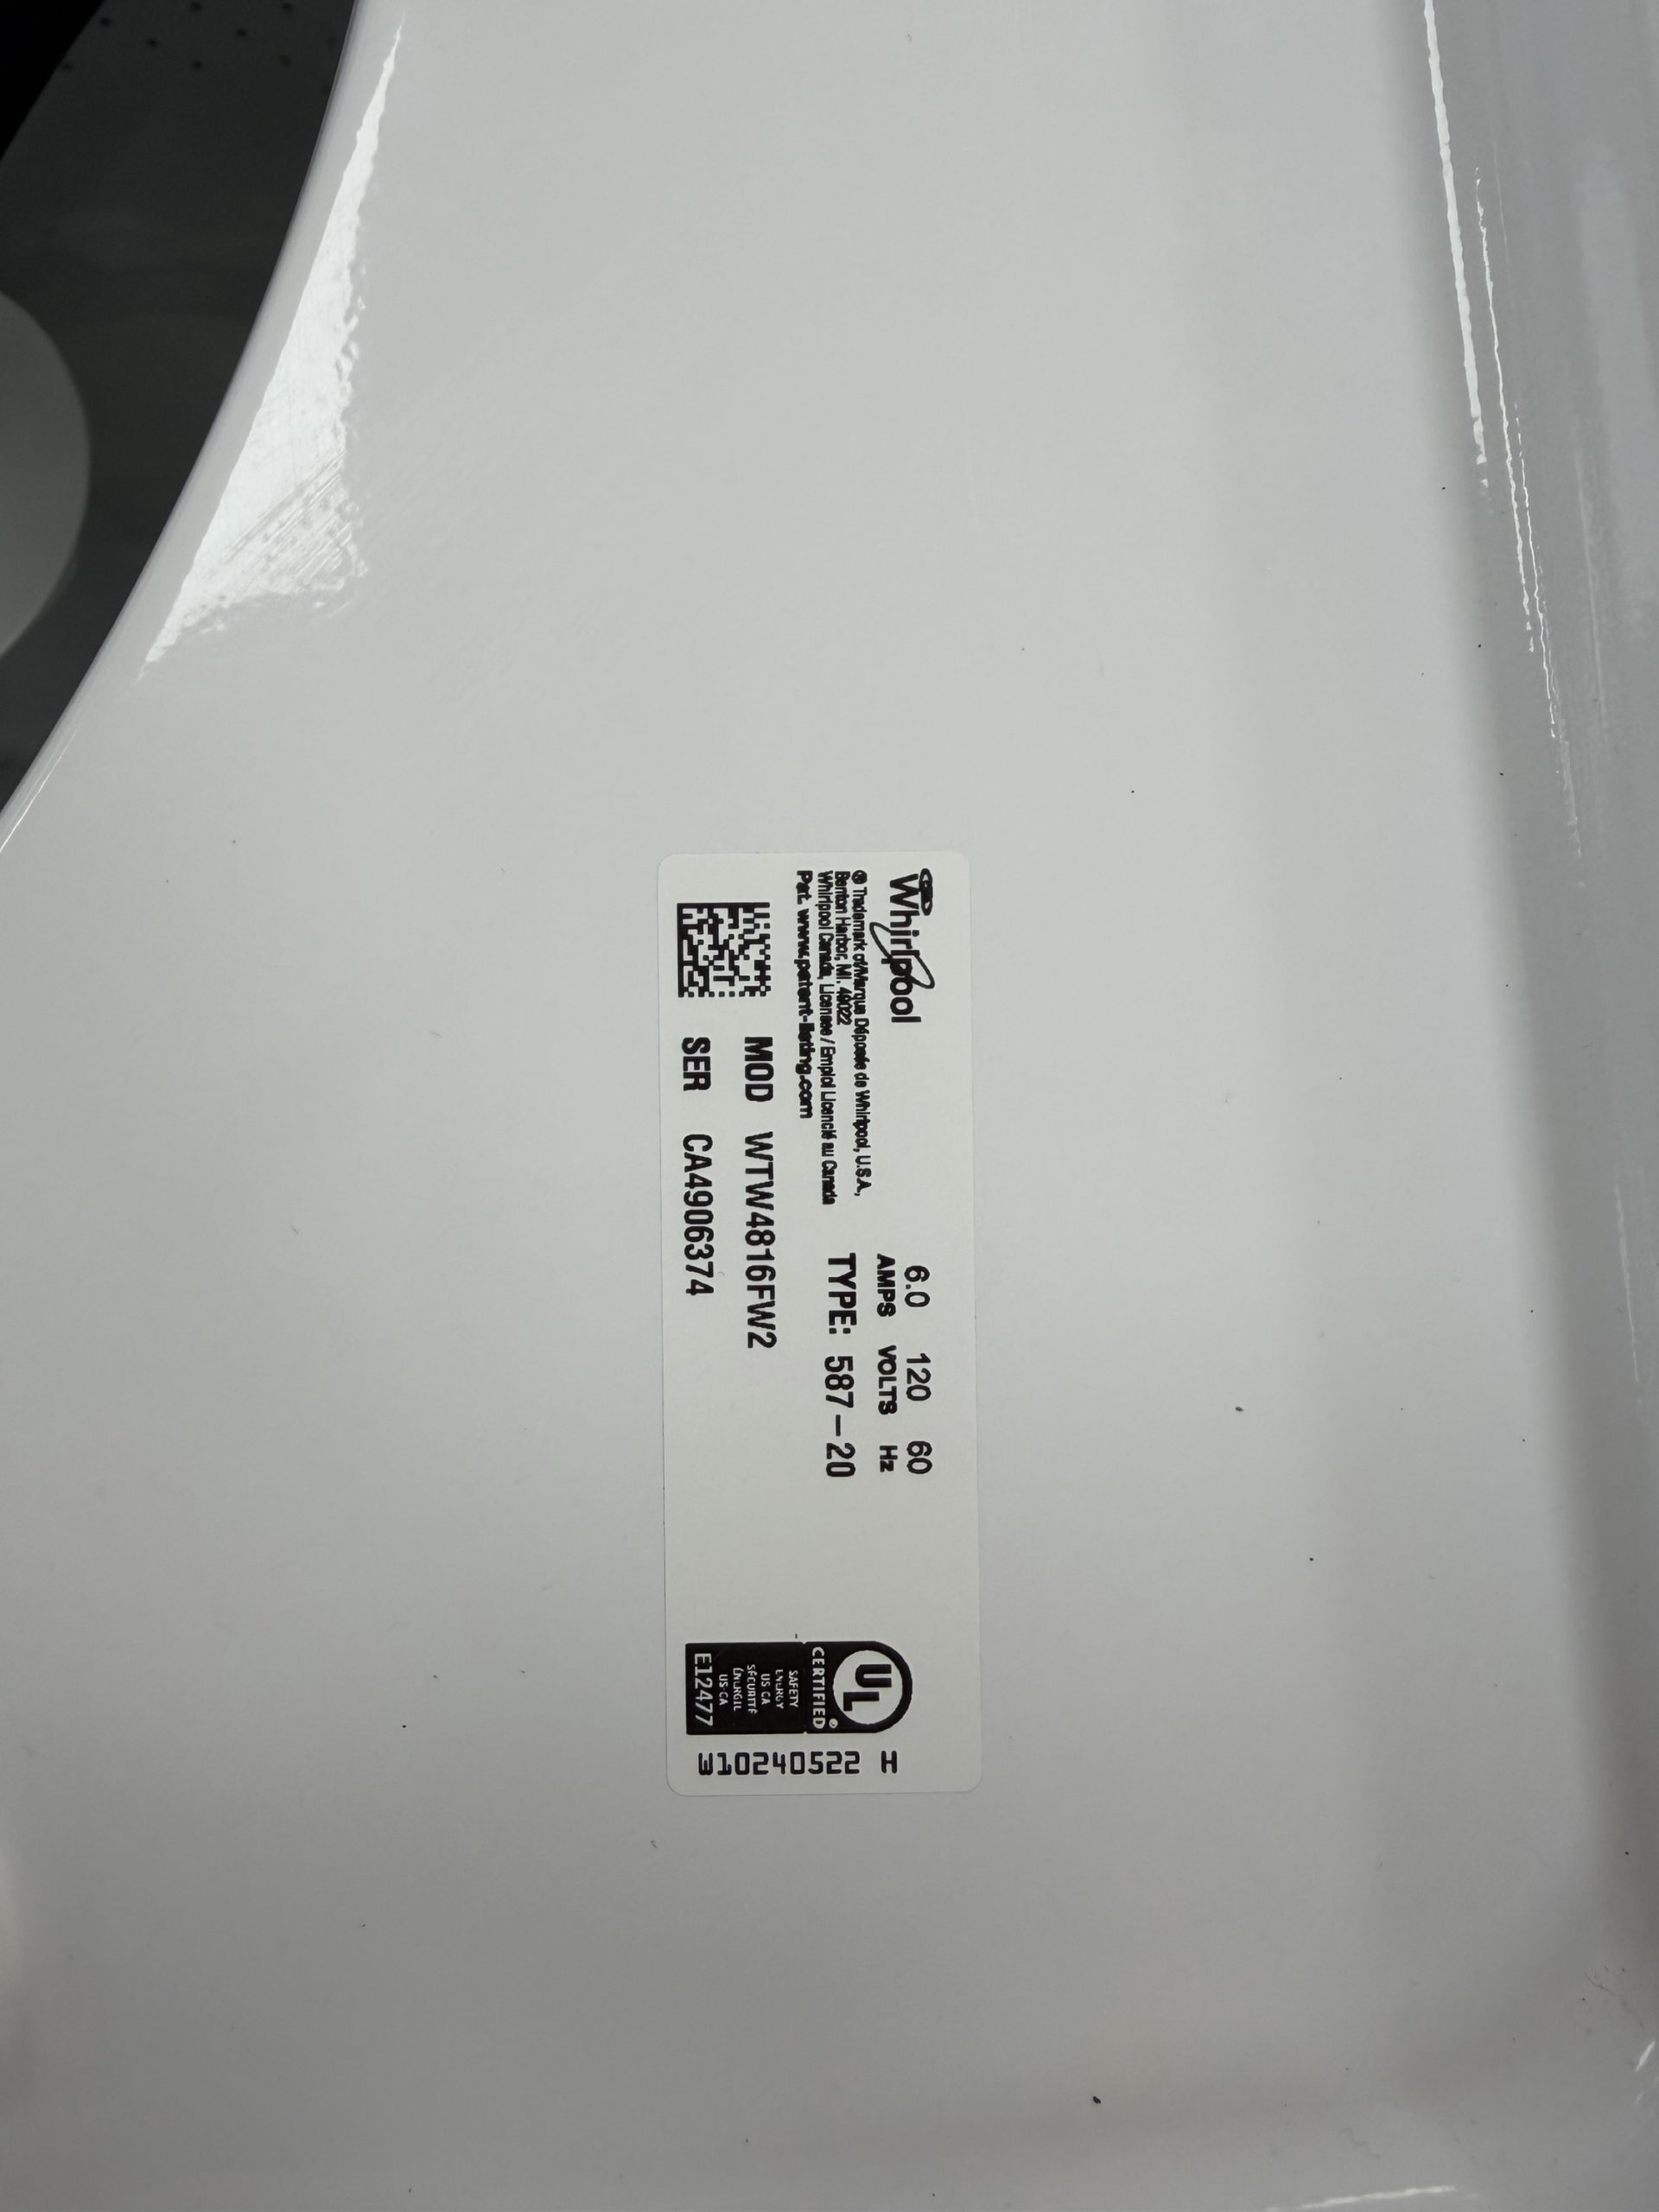 Whirlpool
® Trademark of/Marque Déposée de Whirlpool, U.S.A.,
Benton Harbor, MI. 49022
Whirlpool Canada, Licensee / Emploi Licencié au Canada
Pat. www.patent-listing.com
6.0 120 60
AMPS VOLTS Hz
TYPE: 587-20
MOD WTW4816FW2
SER CA4906374
UL
CERTIFIED®
SAFETY
ENERGY
US CA
SÉCURITÉ
ÉNERGIE
US CA
E12477
W10240522 H